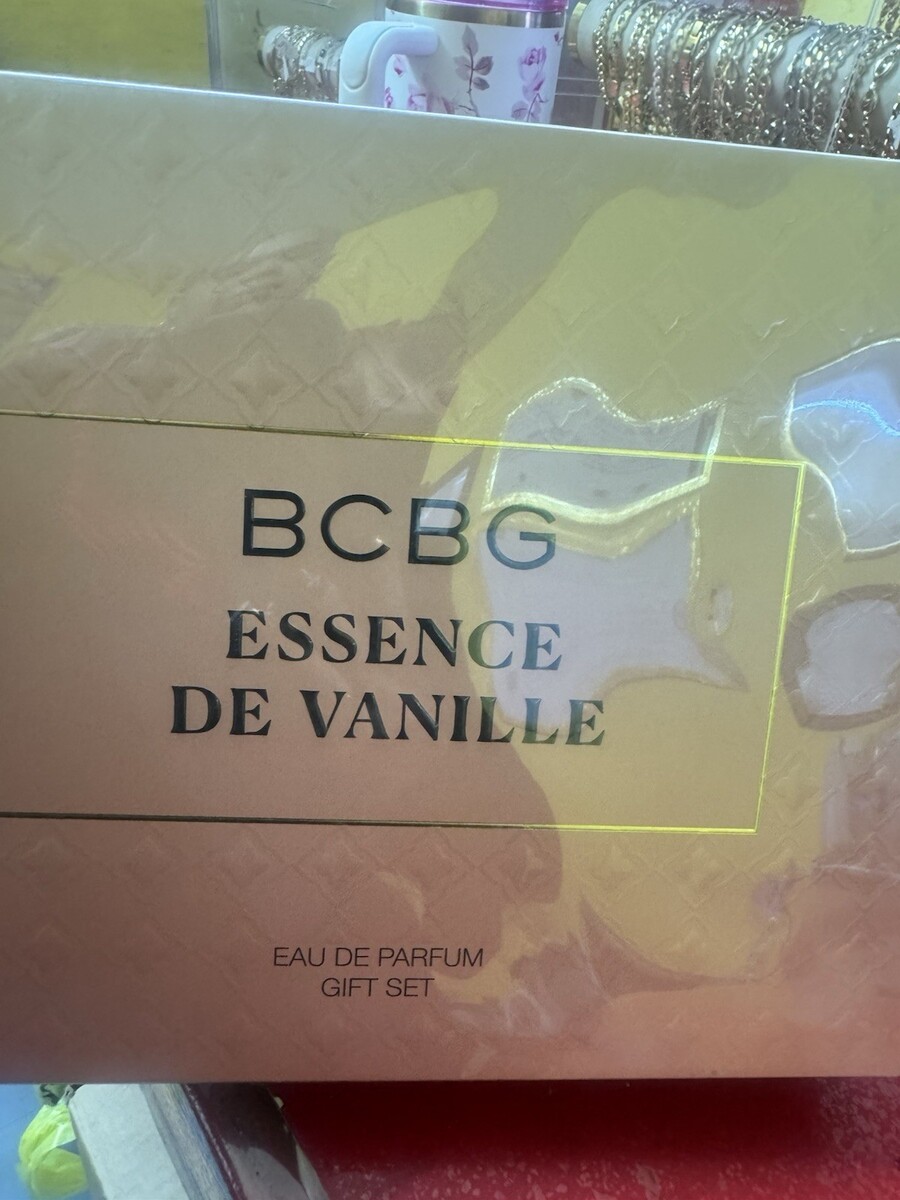 BCBG
ESSENCE
DE VANILLE
EAU DE PARFUM
GIFT SET